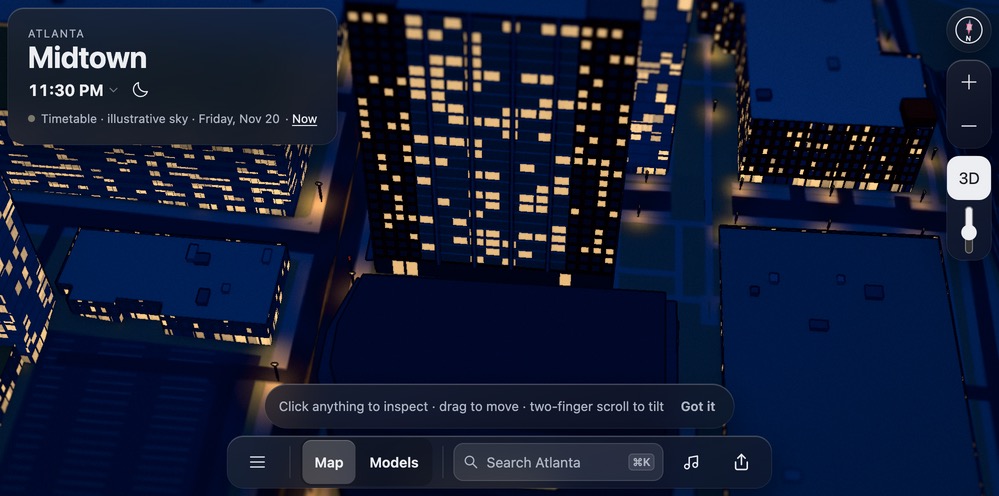 ATLANTA
Midtown
11:30 PM
Timetable · illustrative sky · Friday, Nov 20 · Now
N
3D
Click anything to inspect · drag to move · two-finger scroll to tilt Got it
Map Models Search Atlanta ⌘K